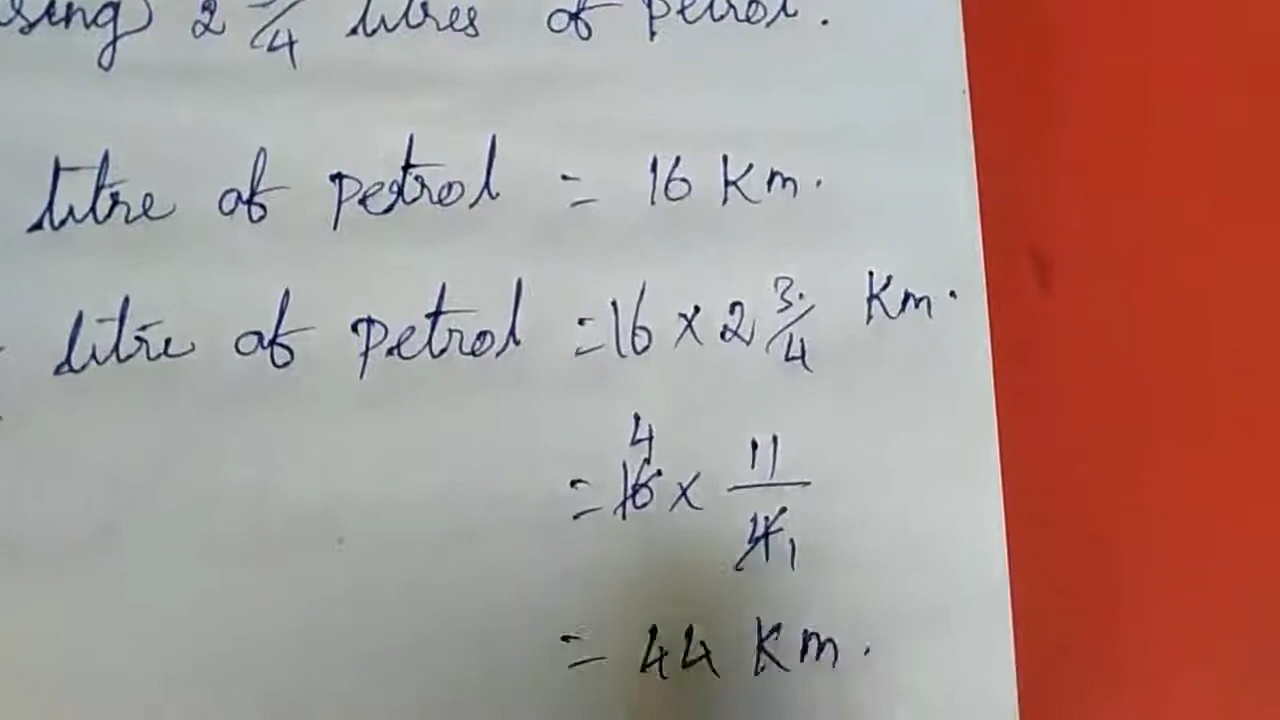 using 2 3/4 litres of petrol.
litre of petrol = 16 Km.
litre of petrol = 16 × 2 3/4 Km.
= 16 4 × 11/4 1
= 44 Km.